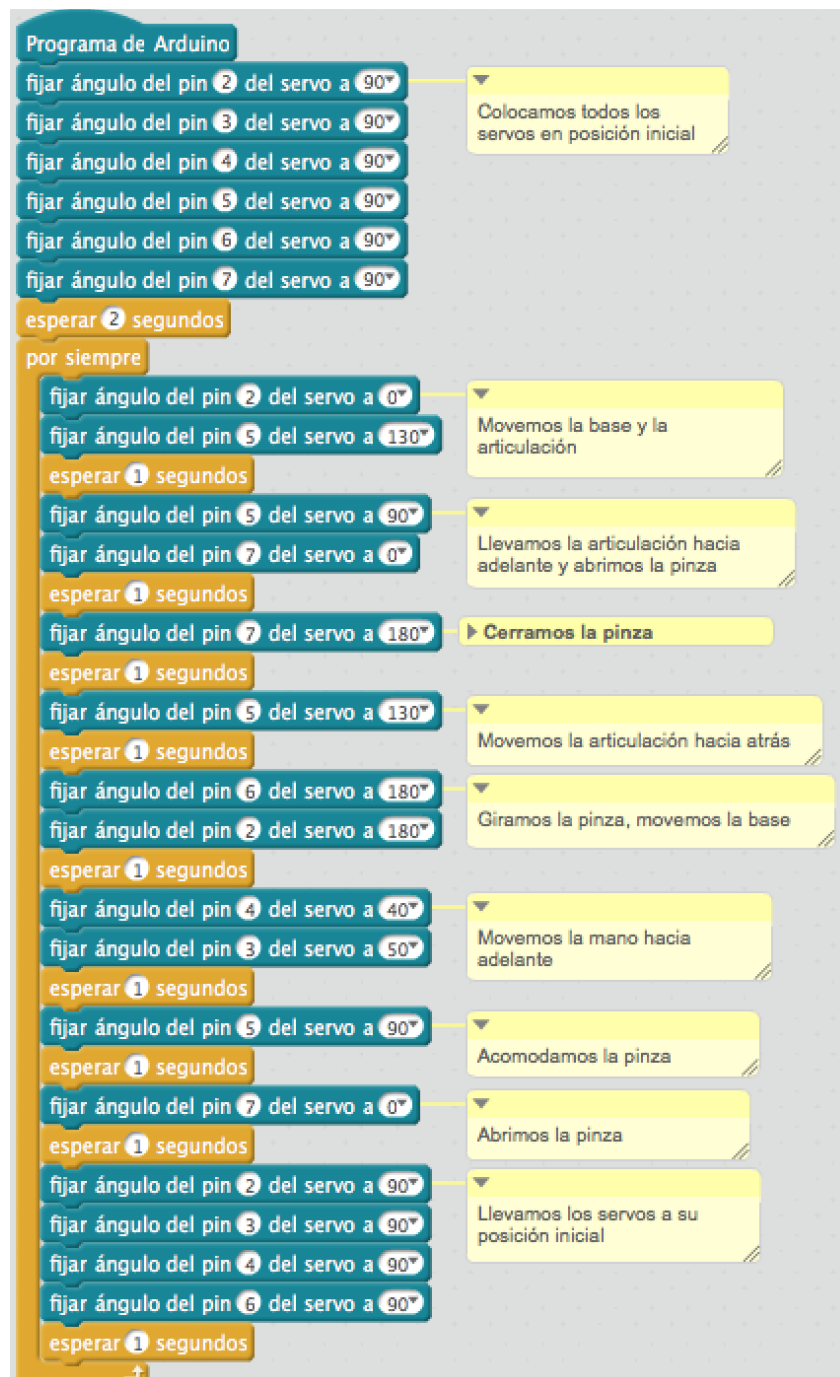 Programa de Arduino
fijar ángulo del pin 2 del servo a 90
Colocamos todos los
servos en posición inicial
fijar ángulo del pin 3 del servo a 90
fijar ángulo del pin 4 del servo a 90
fijar ángulo del pin 5 del servo a 90
fijar ángulo del pin 6 del servo a 90
fijar ángulo del pin 7 del servo a 90
esperar 2 segundos
por siempre
fijar ángulo del pin 2 del servo a 0
Movemos la base y la
articulación
fijar ángulo del pin 5 del servo a 130
esperar 1 segundos
fijar ángulo del pin 5 del servo a 90
Llevamos la articulación hacia
adelante y abrimos la pinza
fijar ángulo del pin 7 del servo a 0
esperar 1 segundos
fijar ángulo del pin 7 del servo a 180
Cerramos la pinza
esperar 1 segundos
fijar ángulo del pin 5 del servo a 130
Movemos la articulación hacia atrás
esperar 1 segundos
fijar ángulo del pin 6 del servo a 180
Giramos la pinza, movemos la base
fijar ángulo del pin 2 del servo a 180
esperar 1 segundos
fijar ángulo del pin 4 del servo a 40
Movemos la mano hacia
adelante
fijar ángulo del pin 3 del servo a 50
esperar 1 segundos
fijar ángulo del pin 5 del servo a 90
Acomodamos la pinza
esperar 1 segundos
fijar ángulo del pin 7 del servo a 0
Abrimos la pinza
esperar 1 segundos
fijar ángulo del pin 2 del servo a 90
Llevamos los servos a su
posición inicial
fijar ángulo del pin 3 del servo a 90
fijar ángulo del pin 4 del servo a 90
fijar ángulo del pin 6 del servo a 90
esperar 1 segundos